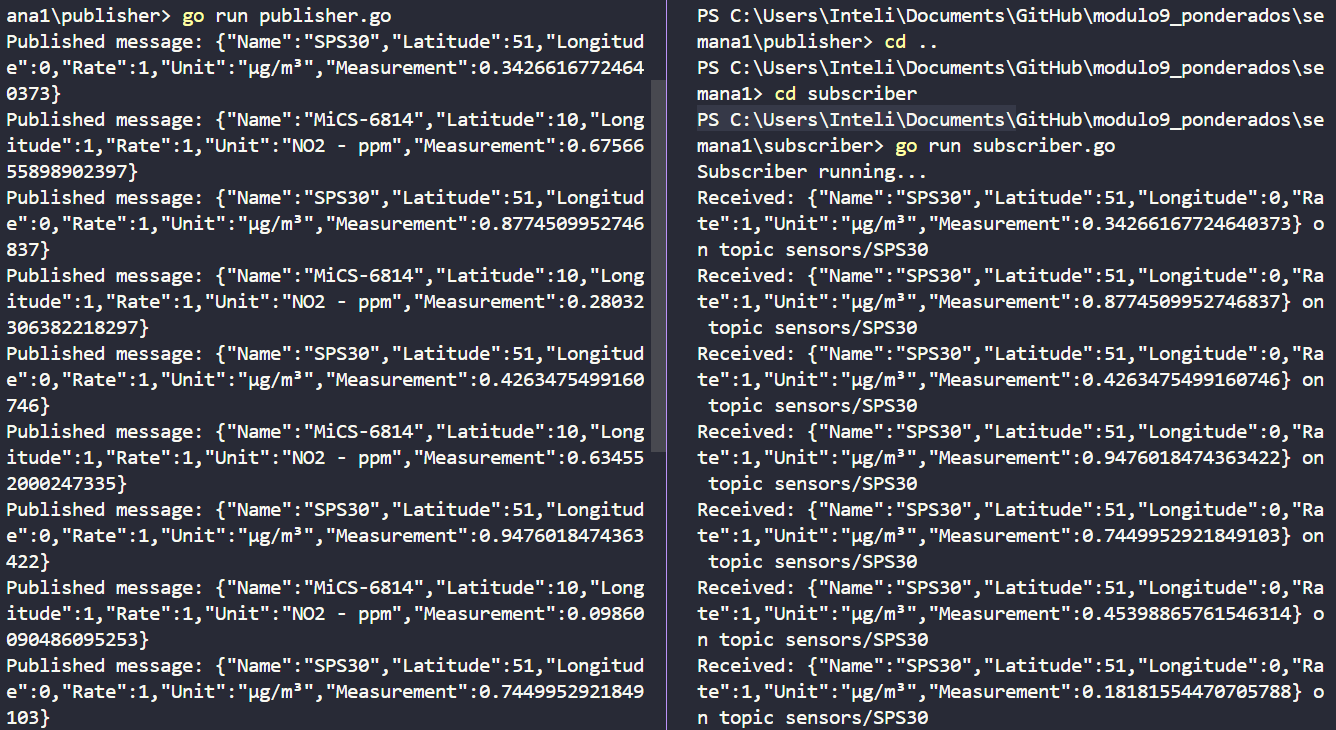 ana1\publisher> go run publisher.go
Published message: {"Name":"SPS30","Latitude":51,"Longitud
e":0,"Rate":1,"Unit":"µg/m³","Measurement":0.3426616772464
0373}
Published message: {"Name":"MiCS-6814","Latitude":10,"Long
itude":1,"Rate":1,"Unit":"NO2 - ppm","Measurement":0.67566
55898902397}
Published message: {"Name":"SPS30","Latitude":51,"Longitud
e":0,"Rate":1,"Unit":"µg/m³","Measurement":0.8774509952746
837}
Published message: {"Name":"MiCS-6814","Latitude":10,"Long
itude":1,"Rate":1,"Unit":"NO2 - ppm","Measurement":0.28032
306382218297}
Published message: {"Name":"SPS30","Latitude":51,"Longitud
e":0,"Rate":1,"Unit":"µg/m³","Measurement":0.4263475499160
746}
Published message: {"Name":"MiCS-6814","Latitude":10,"Long
itude":1,"Rate":1,"Unit":"NO2 - ppm","Measurement":0.63455
2000247335}
Published message: {"Name":"SPS30","Latitude":51,"Longitud
e":0,"Rate":1,"Unit":"µg/m³","Measurement":0.9476018474363
422}
Published message: {"Name":"MiCS-6814","Latitude":10,"Long
itude":1,"Rate":1,"Unit":"NO2 - ppm","Measurement":0.09860
090486095253}
Published message: {"Name":"SPS30","Latitude":51,"Longitud
e":0,"Rate":1,"Unit":"µg/m³","Measurement":0.7449952921849
103}
PS C:\Users\Inteli\Documents\GitHub\modulo9_ponderados\se
mana1\publisher> cd ..
PS C:\Users\Inteli\Documents\GitHub\modulo9_ponderados\se
mana1> cd subscriber
PS C:\Users\Inteli\Documents\GitHub\modulo9_ponderados\se
mana1\subscriber> go run subscriber.go
Subscriber running...
Received: {"Name":"SPS30","Latitude":51,"Longitude":0,"Ra
te":1,"Unit":"µg/m³","Measurement":0.34266167724640373} o
n topic sensors/SPS30
Received: {"Name":"SPS30","Latitude":51,"Longitude":0,"Ra
te":1,"Unit":"µg/m³","Measurement":0.8774509952746837} on
 topic sensors/SPS30
Received: {"Name":"SPS30","Latitude":51,"Longitude":0,"Ra
te":1,"Unit":"µg/m³","Measurement":0.4263475499160746} on
 topic sensors/SPS30
Received: {"Name":"SPS30","Latitude":51,"Longitude":0,"Ra
te":1,"Unit":"µg/m³","Measurement":0.9476018474363422} on
 topic sensors/SPS30
Received: {"Name":"SPS30","Latitude":51,"Longitude":0,"Ra
te":1,"Unit":"µg/m³","Measurement":0.7449952921849103} on
 topic sensors/SPS30
Received: {"Name":"SPS30","Latitude":51,"Longitude":0,"Ra
te":1,"Unit":"µg/m³","Measurement":0.45398865761546314} o
n topic sensors/SPS30
Received: {"Name":"SPS30","Latitude":51,"Longitude":0,"Ra
te":1,"Unit":"µg/m³","Measurement":0.18181554470705788} o
n topic sensors/SPS30